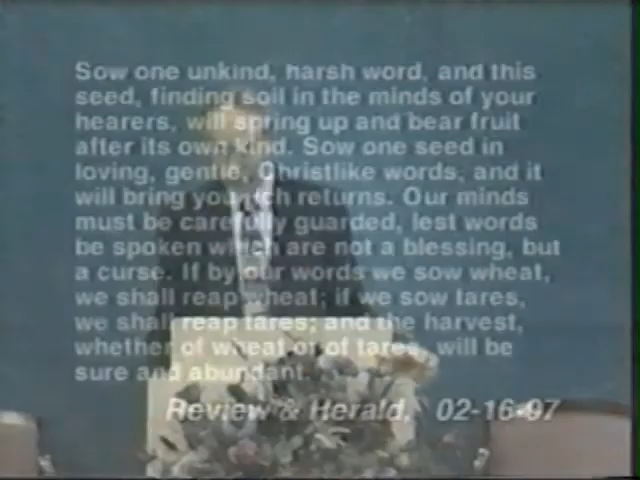 Sow one unkind, harsh word, and this
seed, finding soil in the minds of your
hearers, will spring up and bear fruit
after its own kind. Sow one seed in
loving, gentle, Christlike words, and it
will bring you rich returns. Our minds
must be carefully guarded, lest words
be spoken which are not a blessing, but
a curse. If by our words we sow wheat,
we shall reap wheat; if we sow tares,
we shall reap tares; and the harvest,
whether of wheat or of tares, will be
sure and abundant.
Review & Herald, 02-16-97